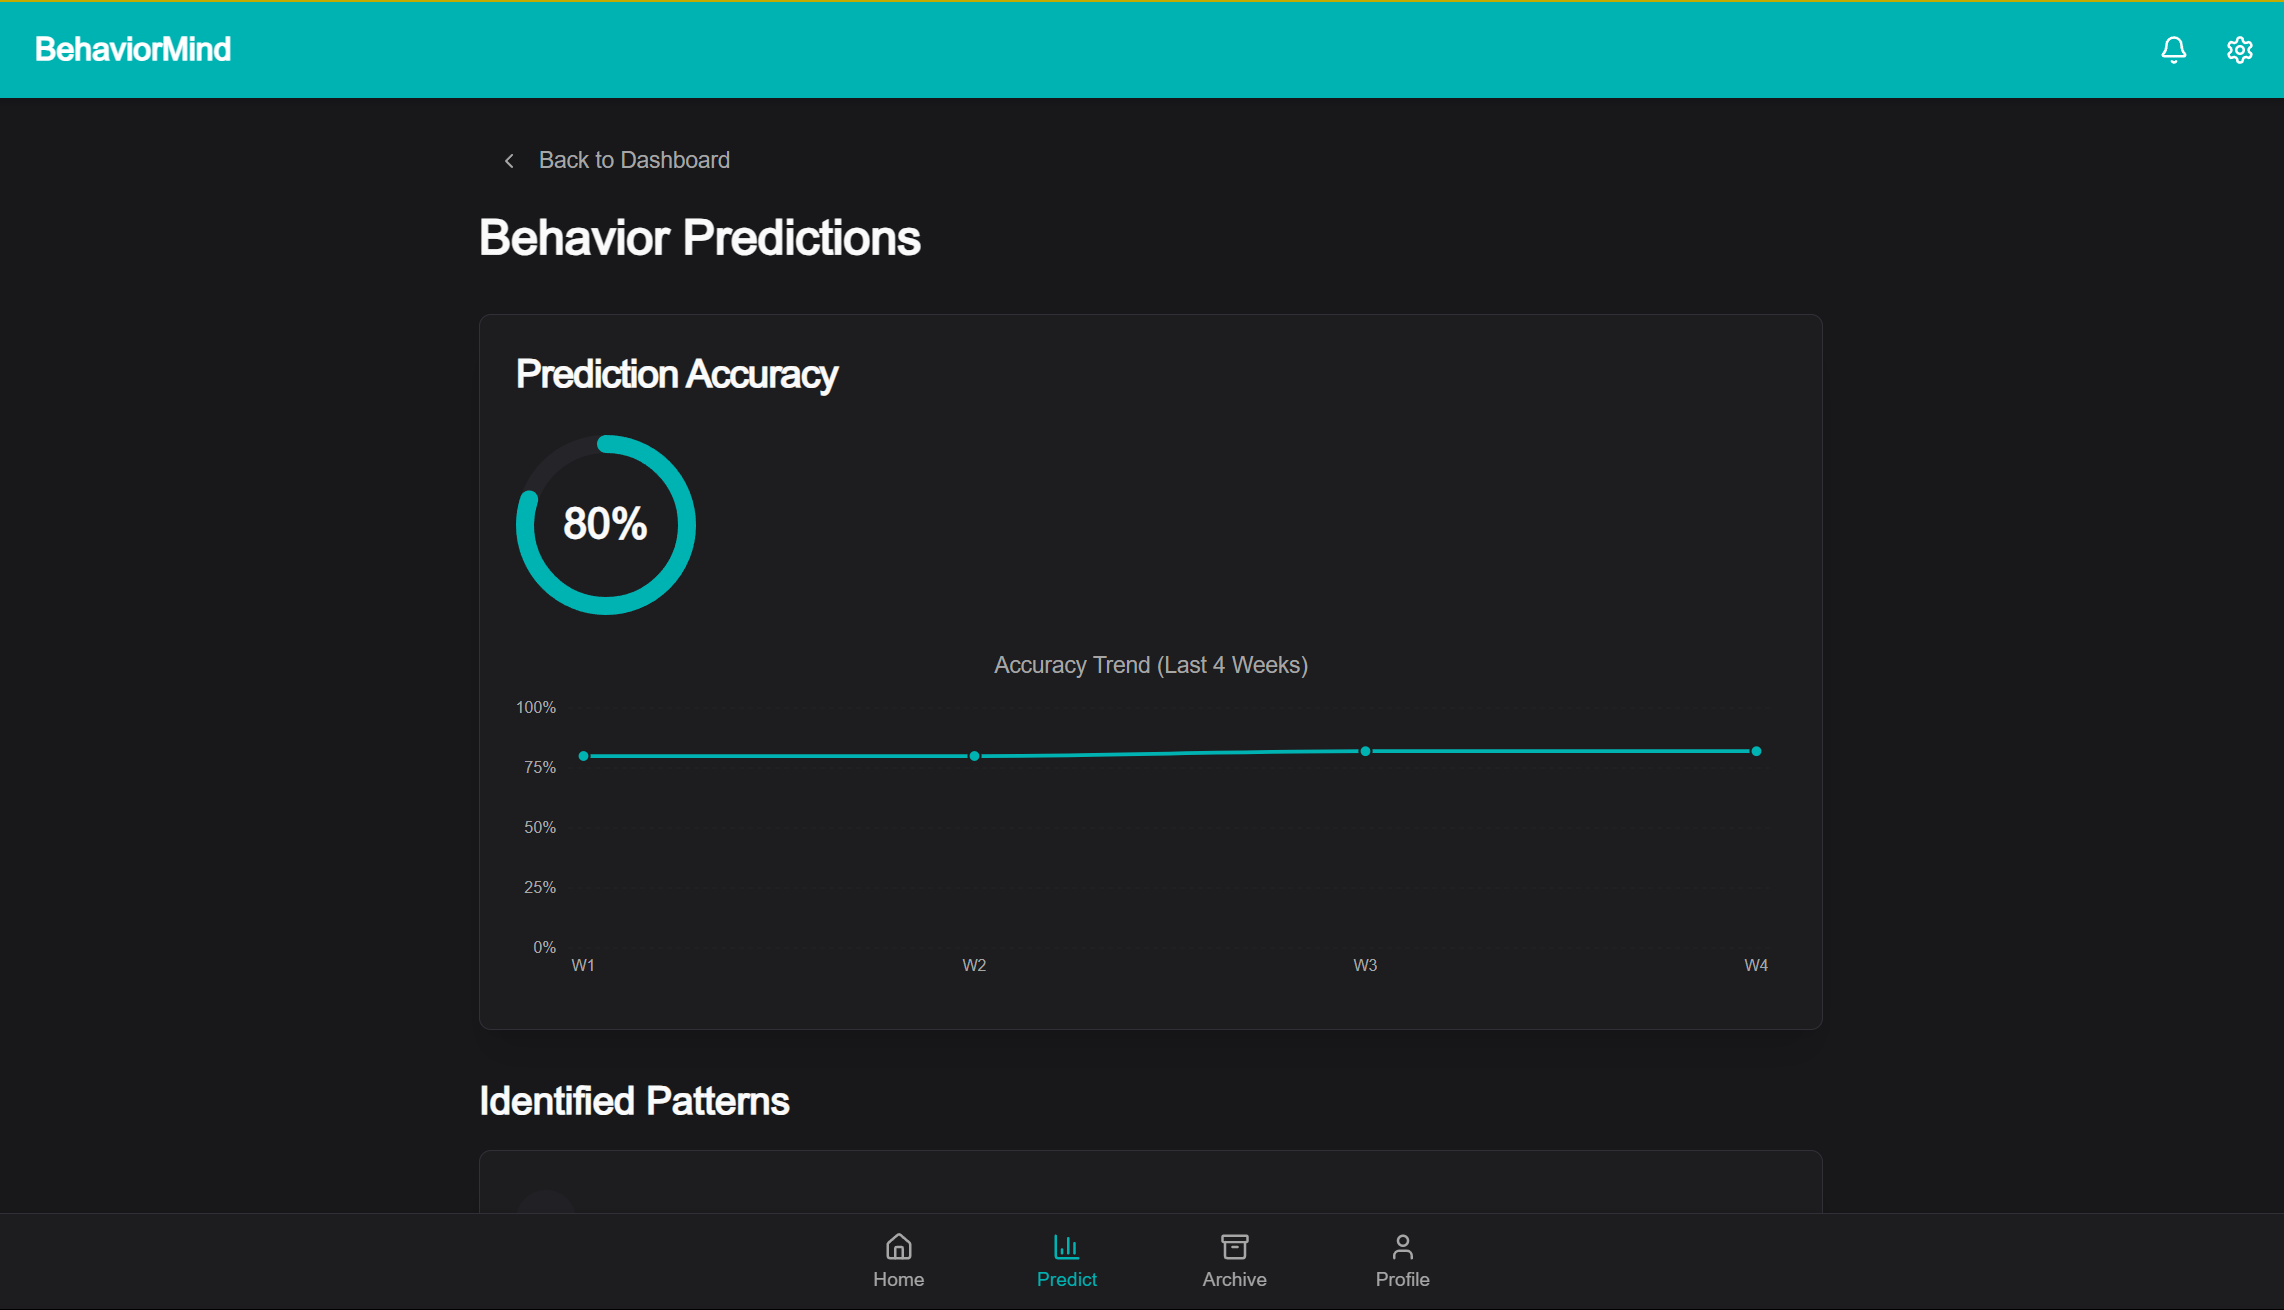 BehaviorMind
Back to Dashboard
Behavior Predictions
Prediction Accuracy
80%
Accuracy Trend (Last 4 Weeks)
100%
75%
50%
25%
0%
W1 W2 W3 W4
Identified Patterns
Home Predict Archive Profile